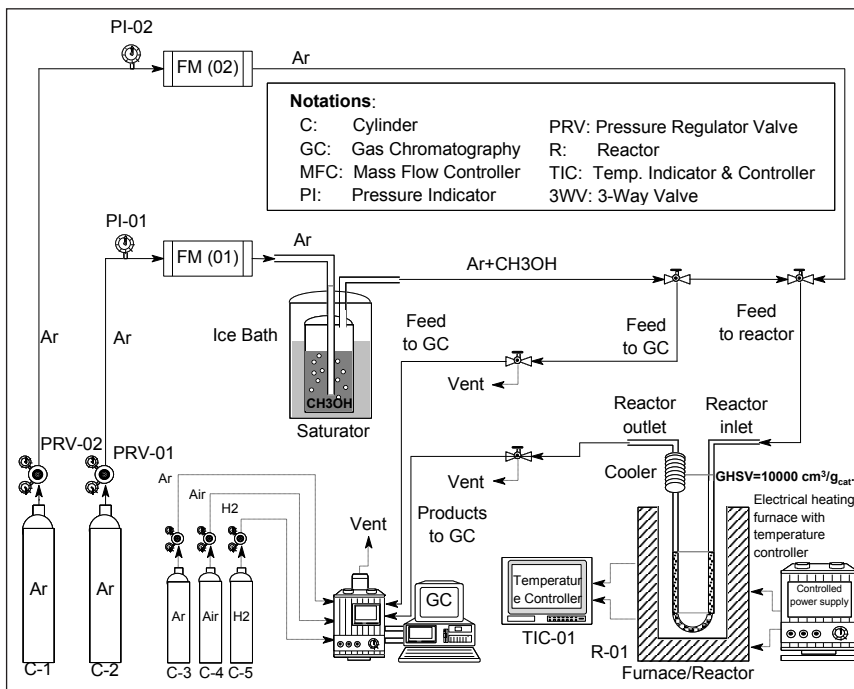 PI-02
FM (02)
Ar
Notations:
C: Cylinder
GC: Gas Chromatography
MFC: Mass Flow Controller
PI: Pressure Indicator
PRV: Pressure Regulator Valve
R: Reactor
TIC: Temp. Indicator & Controller
3WV: 3-Way Valve
PI-01
FM (01)
Ar
Ar+CH3OH
Ar
Ar
Ice Bath
CH3OH
Saturator
Feed
to GC
Feed
to GC
Feed
to reactor
Vent
Reactor
outlet
Reactor
inlet
Vent
Cooler
GHSV=10000 cm³/gcat.
Products
to GC
Electrical heating
furnace with
temperature
controller
PRV-02
PRV-01
Ar
Air
H2
Vent
Ar
Ar
Ar
Air
H2
GC
Temperatur
e Controller
Controlled
power supply
TIC-01
R-01
Furnace/Reactor
C-1
C-2
C-3
C-4
C-5